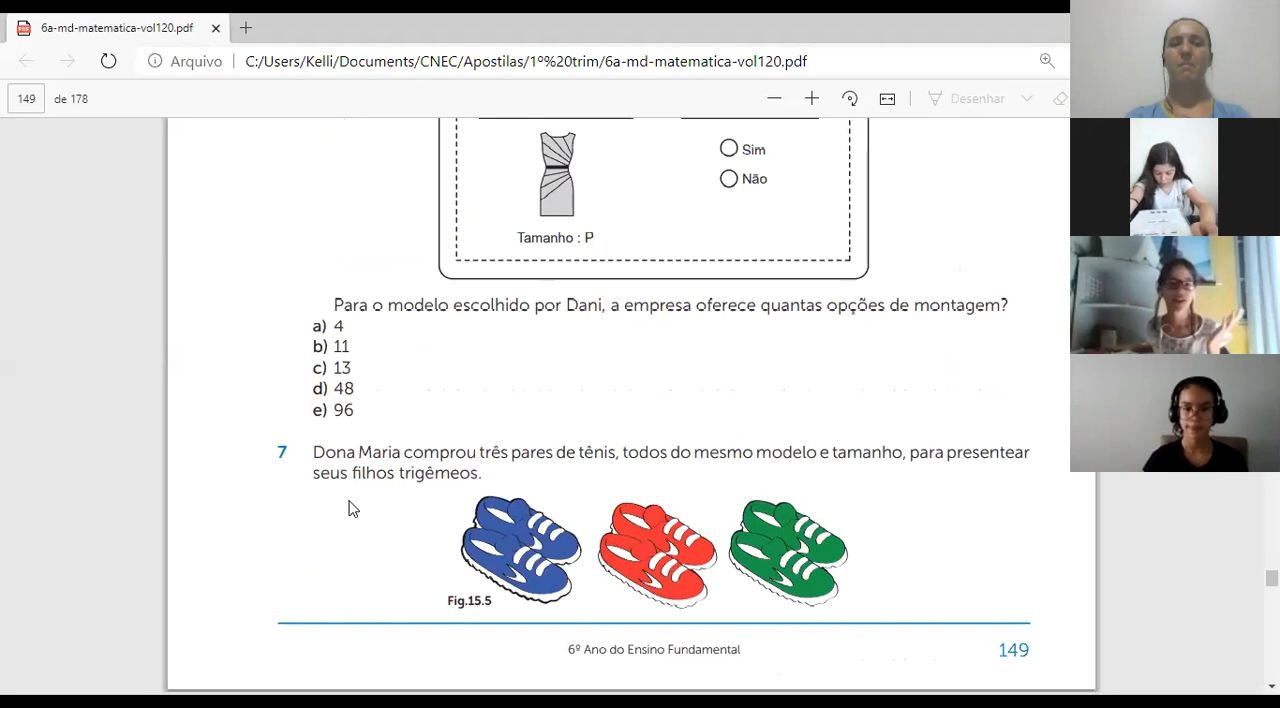 6a-md-matematica-vol120.pdf
Arquivo
C:/Users/Kelli/Documents/CNEC/Apostilas/1º%20trim/6a-md-matematica-vol120.pdf
149 de 178
Desenhar
Sim
Não
Tamanho : P
Para o modelo escolhido por Dani, a empresa oferece quantas opções de montagem?
a) 4
b) 11
c) 13
d) 48
e) 96
7 Dona Maria comprou três pares de tênis, todos do mesmo modelo e tamanho, para presentear
seus filhos trigêmeos.
Fig.15.5
6º Ano do Ensino Fundamental
149